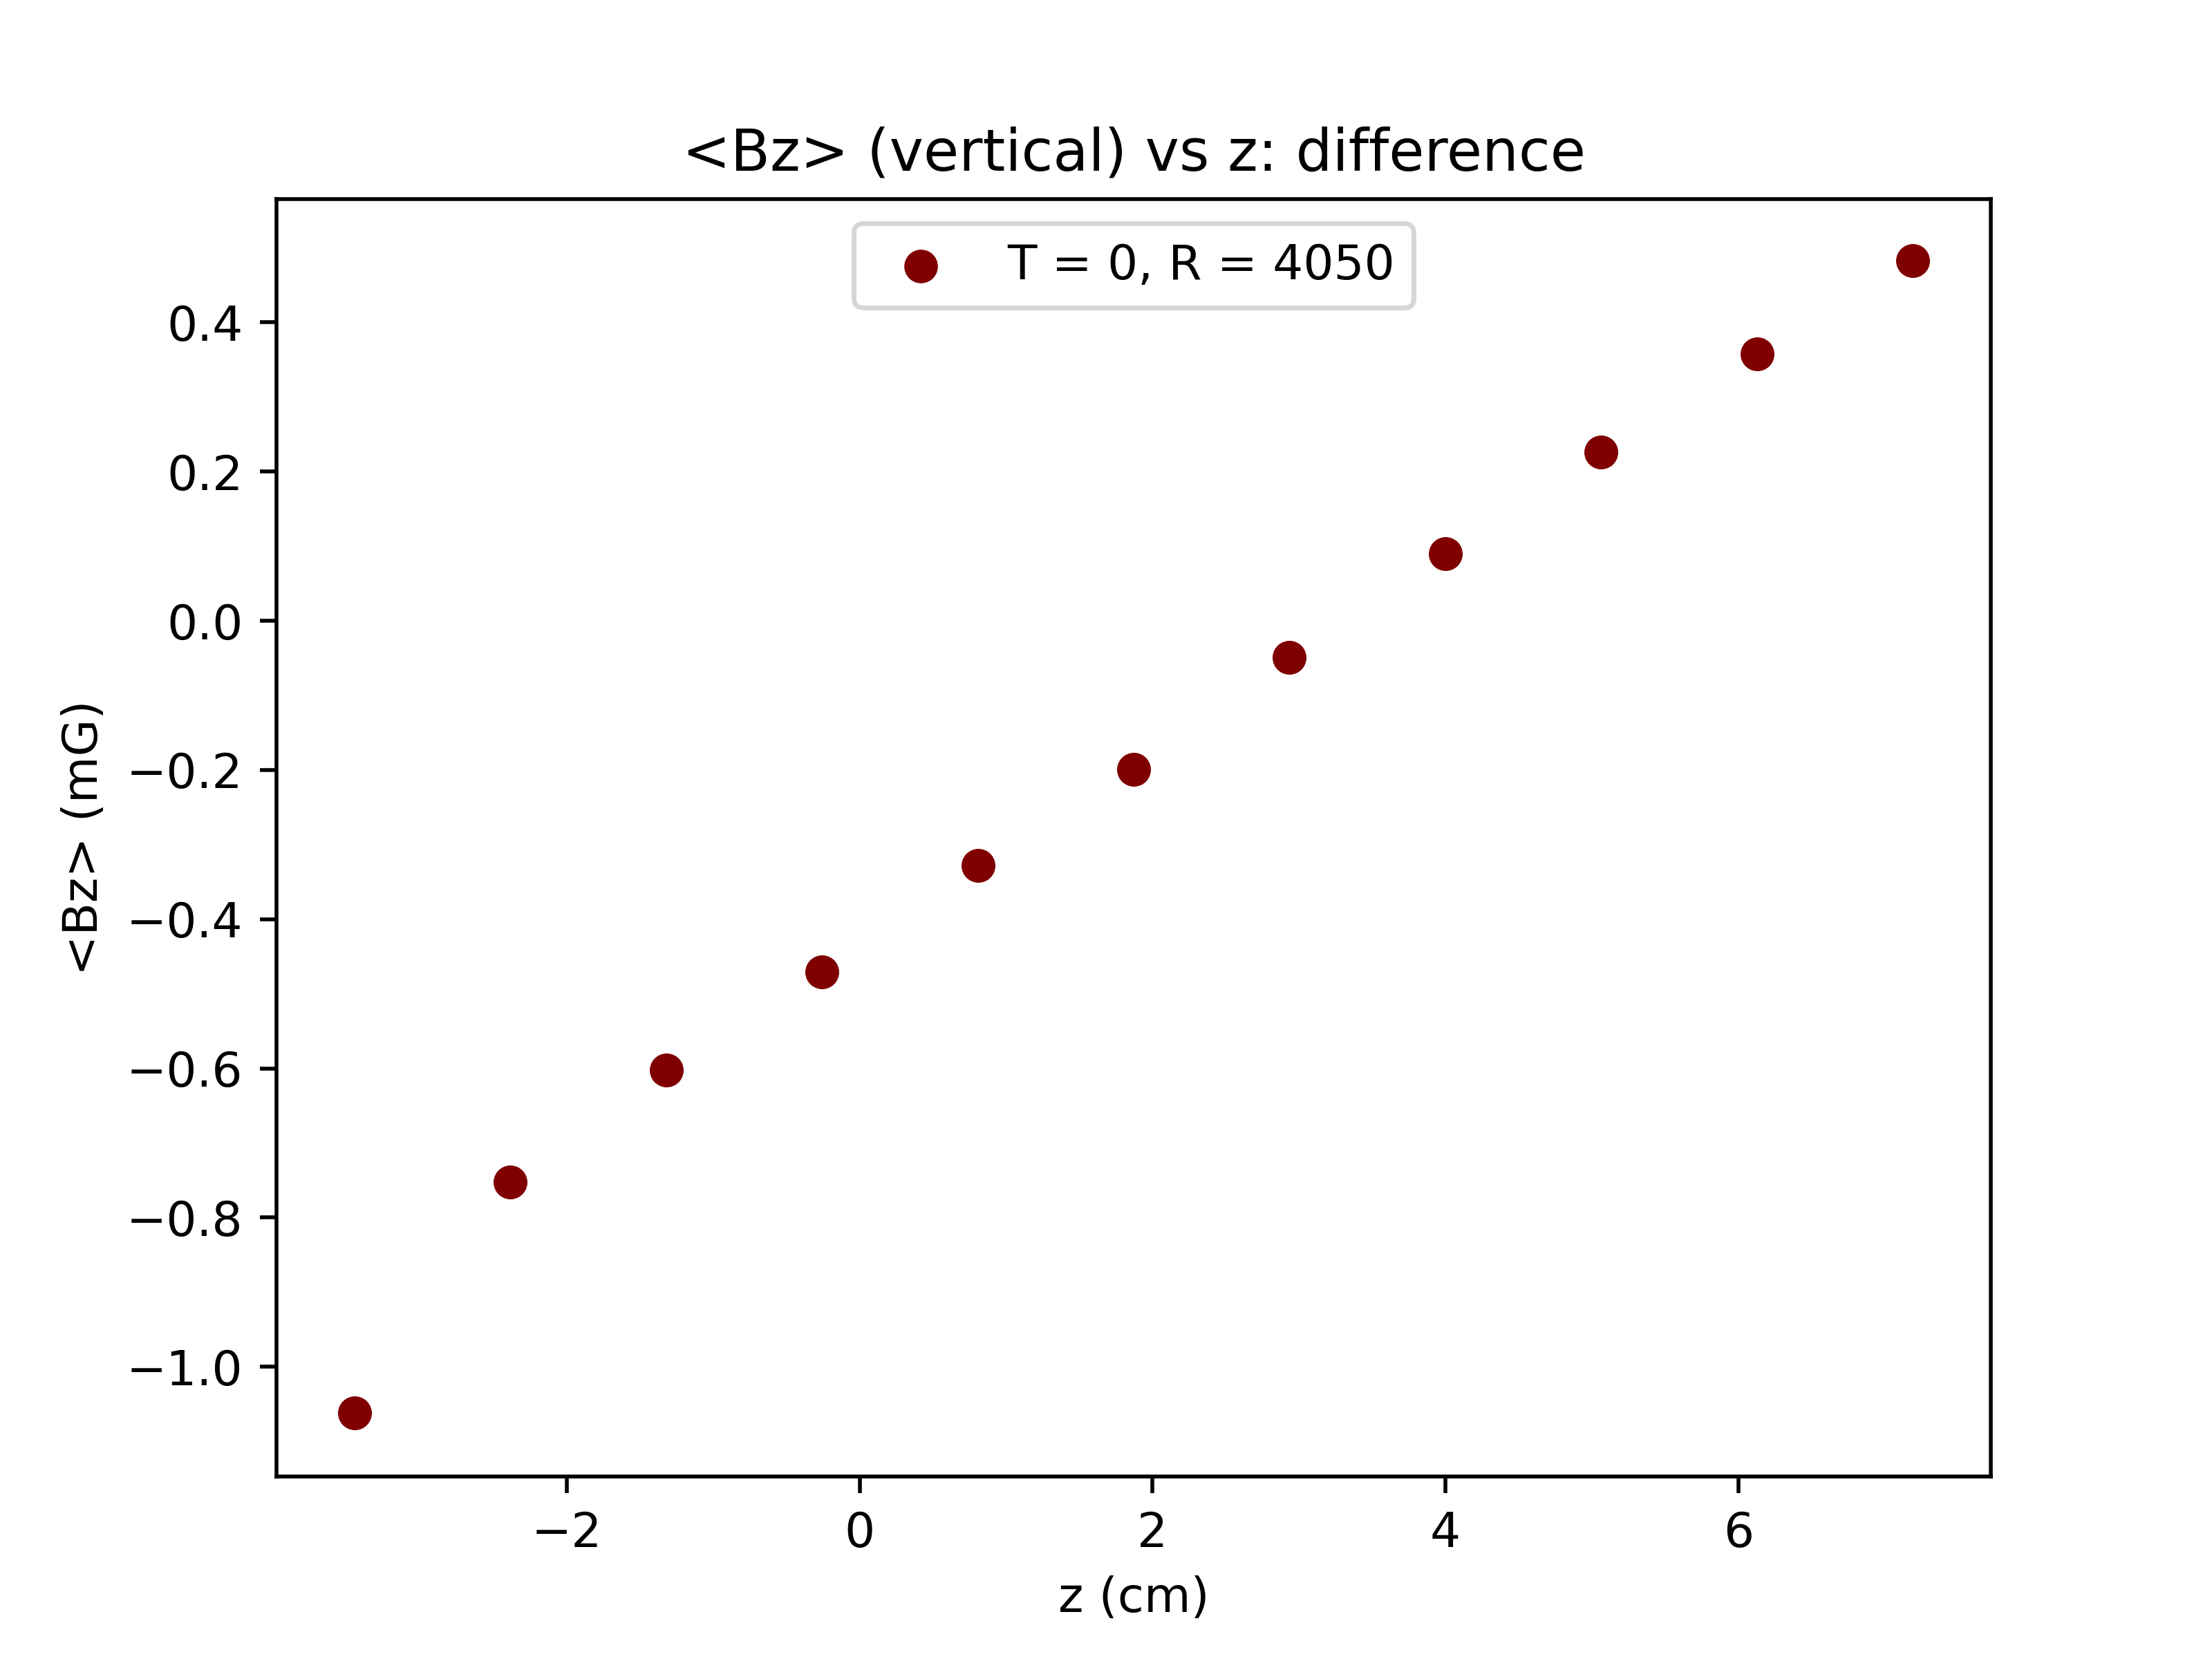 <Bz> (vertical) vs z: difference
T = 0, R = 4050
0.4
0.2
0.0
−0.2
−0.4
−0.6
−0.8
−1.0
<Bz> (mG)
−2 0 2 4 6
z (cm)